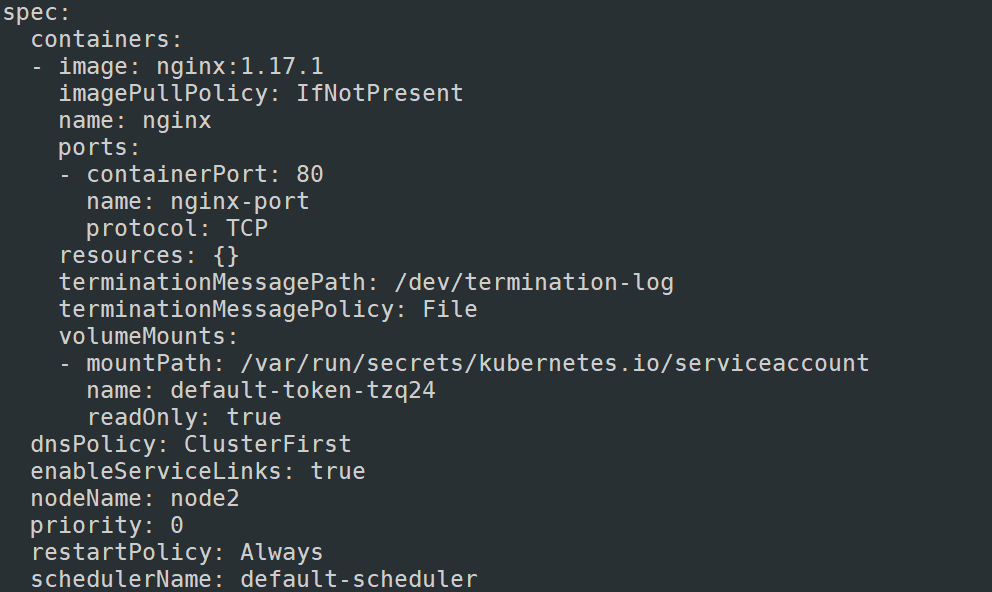 spec:
  containers:
  - image: nginx:1.17.1
    imagePullPolicy: IfNotPresent
    name: nginx
    ports:
    - containerPort: 80
      name: nginx-port
      protocol: TCP
    resources: {}
    terminationMessagePath: /dev/termination-log
    terminationMessagePolicy: File
    volumeMounts:
    - mountPath: /var/run/secrets/kubernetes.io/serviceaccount
      name: default-token-tzq24
      readOnly: true
  dnsPolicy: ClusterFirst
  enableServiceLinks: true
  nodeName: node2
  priority: 0
  restartPolicy: Always
  schedulerName: default-scheduler